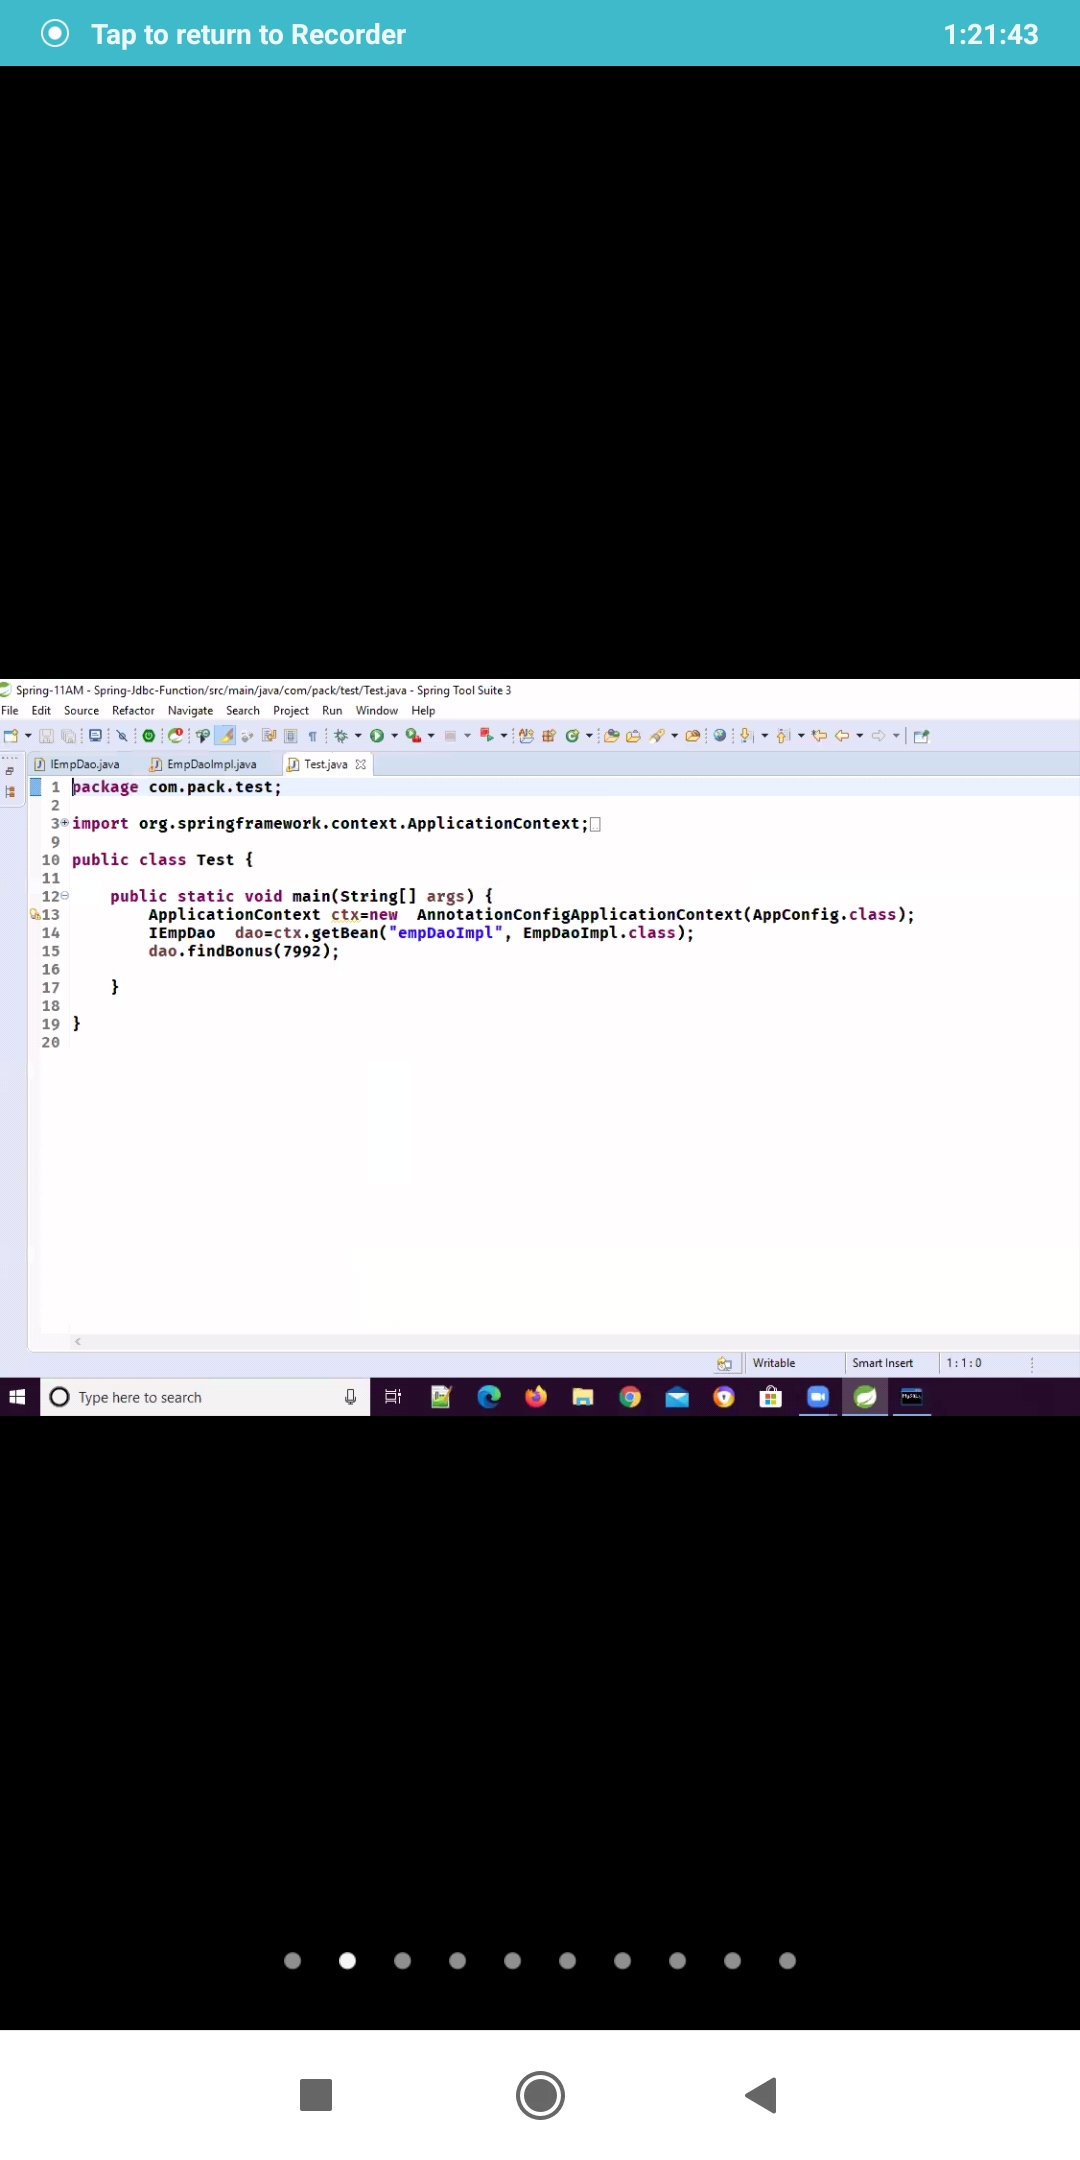 Tap to return to Recorder 1:21:43
Spring-11AM - Spring-Jdbc-Function/src/main/java/com/pack/test/Test.java - Spring Tool Suite 3
File Edit Source Refactor Navigate Search Project Run Window Help
IEmpDao.java EmpDaoImpl.java Test.java
1 package com.pack.test;
2
3 import org.springframework.context.ApplicationContext;
9
10 public class Test {
11
12 public static void main(String[] args) {
13 ApplicationContext ctx=new AnnotationConfigApplicationContext(AppConfig.class);
14 IEmpDao dao=ctx.getBean("empDaoImpl", EmpDaoImpl.class);
15 dao.findBonus(7992);
16
17 }
18
19 }
20
Writable Smart Insert 1:1:0
Type here to search